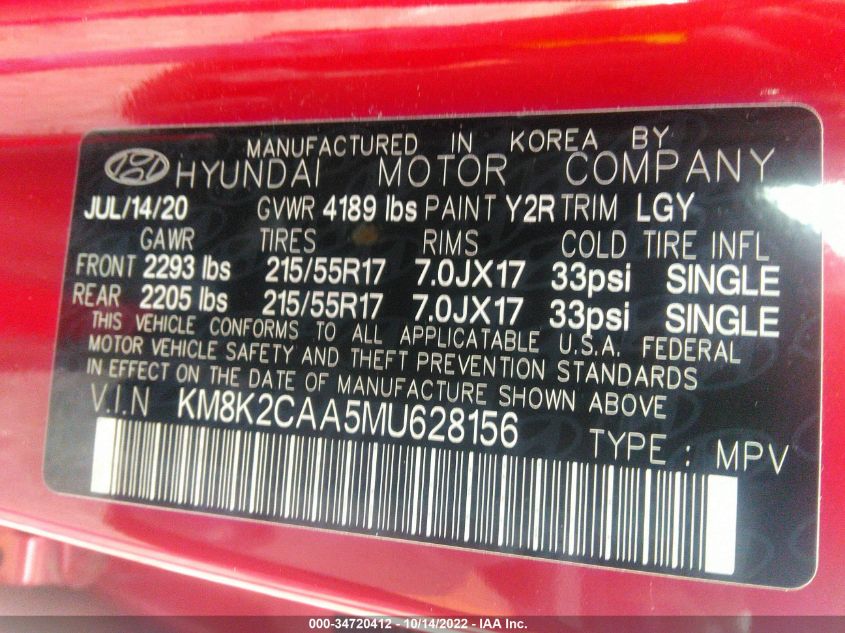 MANUFACTURED IN KOREA BY
HYUNDAI MOTOR COMPANY
JUL/14/20 GVWR 4189 lbs PAINT Y2R TRIM LGY
GAWR TIRES RIMS COLD TIRE INFL
FRONT 2293 lbs 215/55R17 7.0JX17 33psi SINGLE
REAR 2205 lbs 215/55R17 7.0JX17 33psi SINGLE
THIS VEHICLE CONFORMS TO ALL APPLICATABLE U.S.A. FEDERAL
MOTOR VEHICLE SAFETY AND THEFT PREVENTION STANDARDS
IN EFFECT ON THE DATE OF MANUFACTURE SHOWN ABOVE
V.I.N KM8K2CAA5MU628156
TYPE : MPV
000-34720412 - 10/14/2022 - IAA Inc.